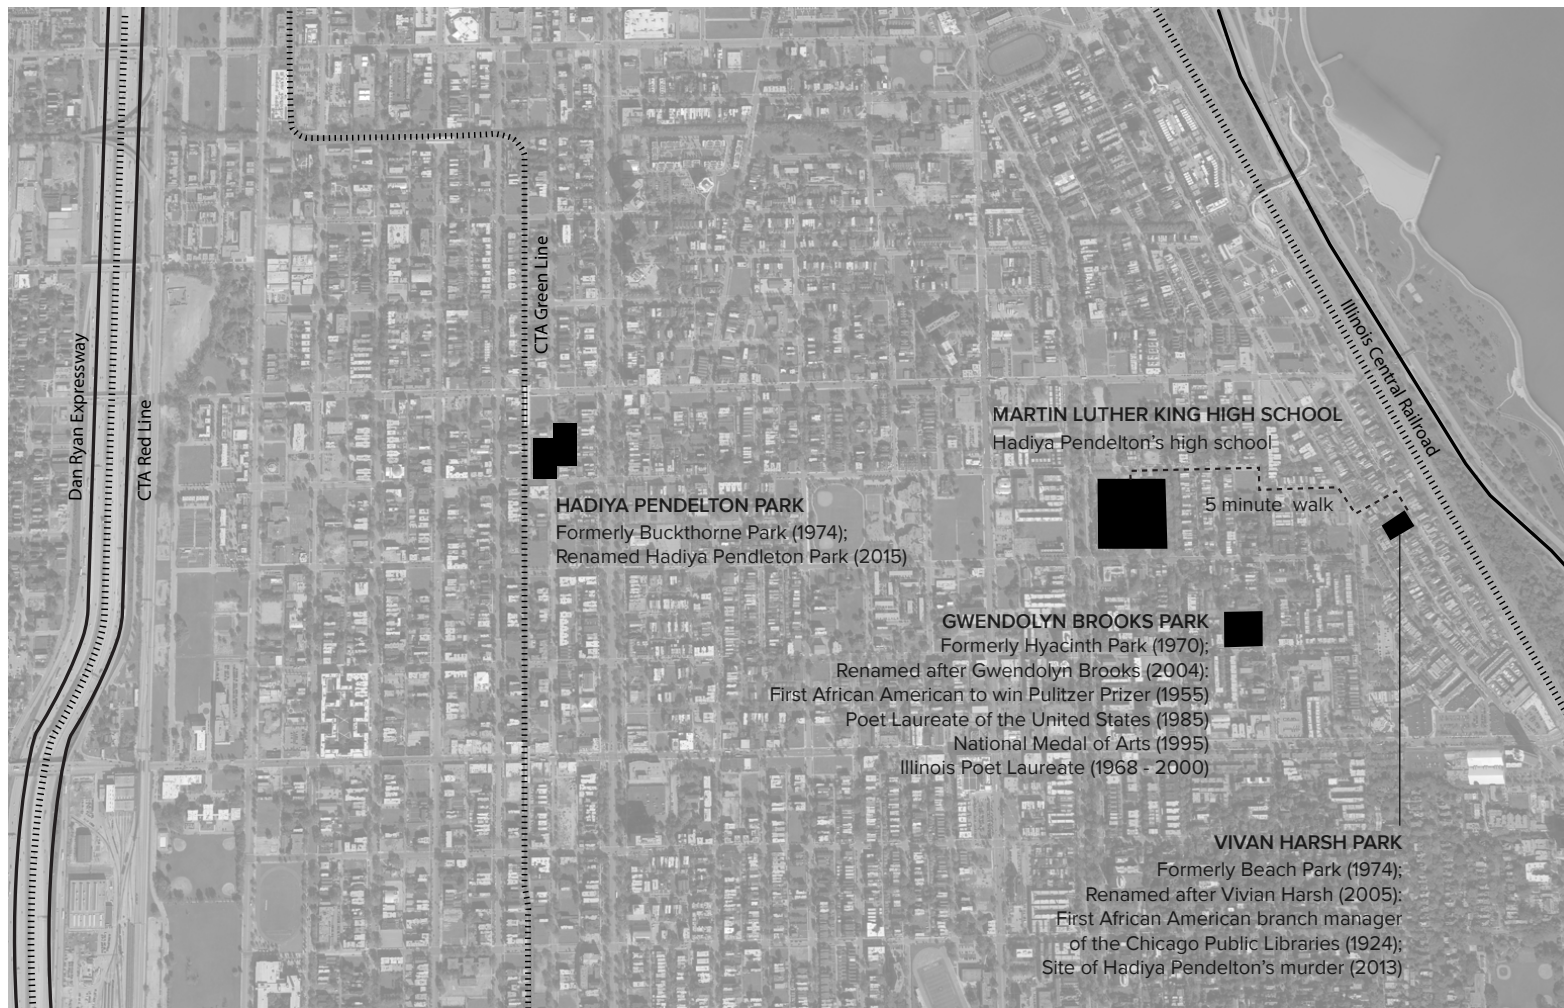 Dan Ryan Expressway
CTA Red Line
CTA Green Line
Illinois Central Railroad
MARTIN LUTHER KING HIGH SCHOOL
Hadiya Pendelton's high school
5 minute walk
HADIYA PENDELTON PARK
Formerly Buckthorne Park (1974);
Renamed Hadiya Pendleton Park (2015)
GWENDOLYN BROOKS PARK
Formerly Hyacinth Park (1970);
Renamed after Gwendolyn Brooks (2004):
First African American to win Pulitzer Prizer (1955)
Poet Laureate of the United States (1985)
National Medal of Arts (1995)
Illinois Poet Laureate (1968 - 2000)
VIVAN HARSH PARK
Formerly Beach Park (1974);
Renamed after Vivian Harsh (2005):
First African American branch manager
of the Chicago Public Libraries (1924);
Site of Hadiya Pendelton's murder (2013)